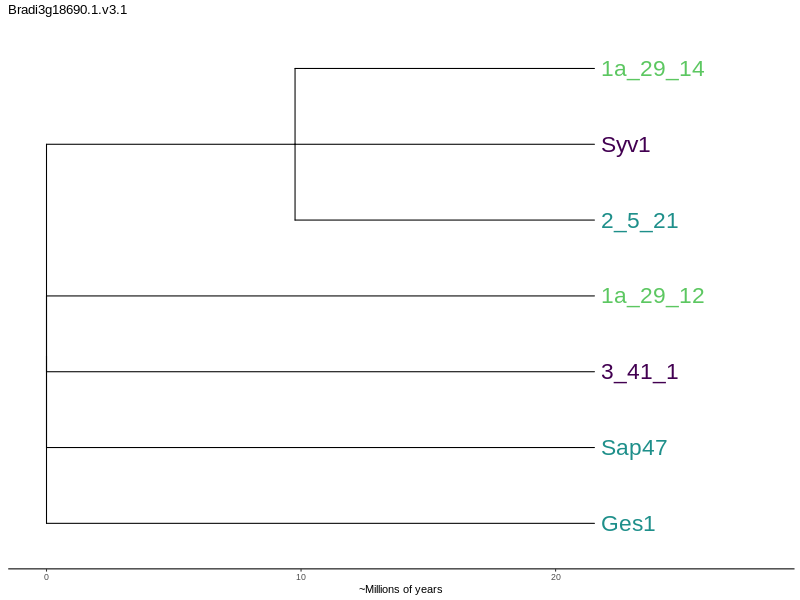 Bradi3g18690.1.v3.1
1a_29_14
Syv1
2_5_21
1a_29_12
3_41_1
Sap47
Ges1
0 10 20
~Millions of years